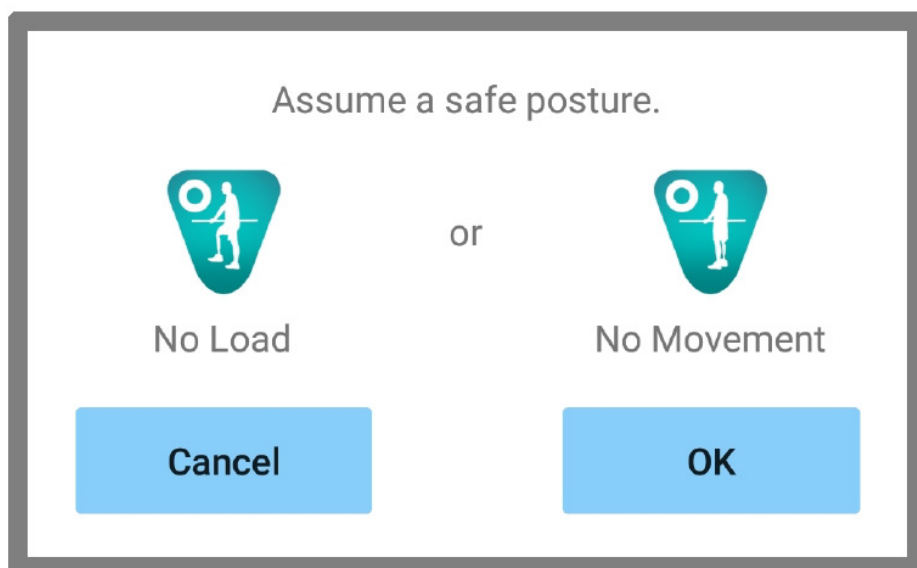 Assume a safe posture.
or
No Load
No Movement
Cancel
OK